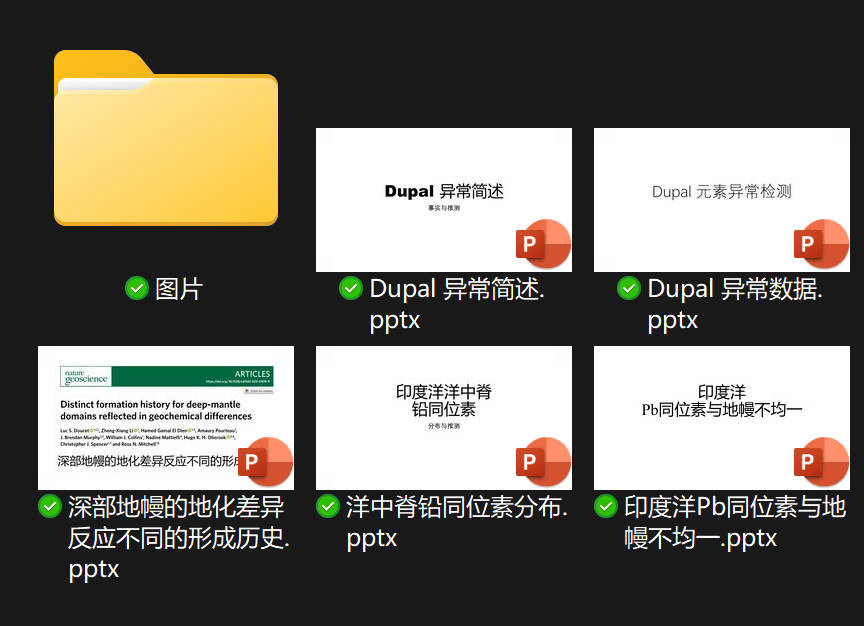 Dupal 异常简述
事实与推测
P
Dupal 元素异常检测
P
图片
Dupal 异常简述.
pptx
Dupal 异常数据.
pptx
nature
geoscience
ARTICLES
Distinct formation history for deep-mantle
domains reflected in geochemical differences
Luc S. Doucet, Zheng-Xiang Li, Hamed Gamal El Dien, Amaury Pourteau,
J. Brendan Murphy, William J. Collins, Nadine Mattielli, Hugo K. H. Olierook,
Christopher J. Spencer and Ross N. Mitchell
深部地幔的地化差异反应不同的形
P
印度洋洋中脊
铅同位素
分布与推测
P
印度洋
Pb同位素与地幔不均一
P
深部地幔的地化差异
反应不同的形成历史.
pptx
洋中脊铅同位素分布.
pptx
印度洋Pb同位素与地
幔不均一.pptx